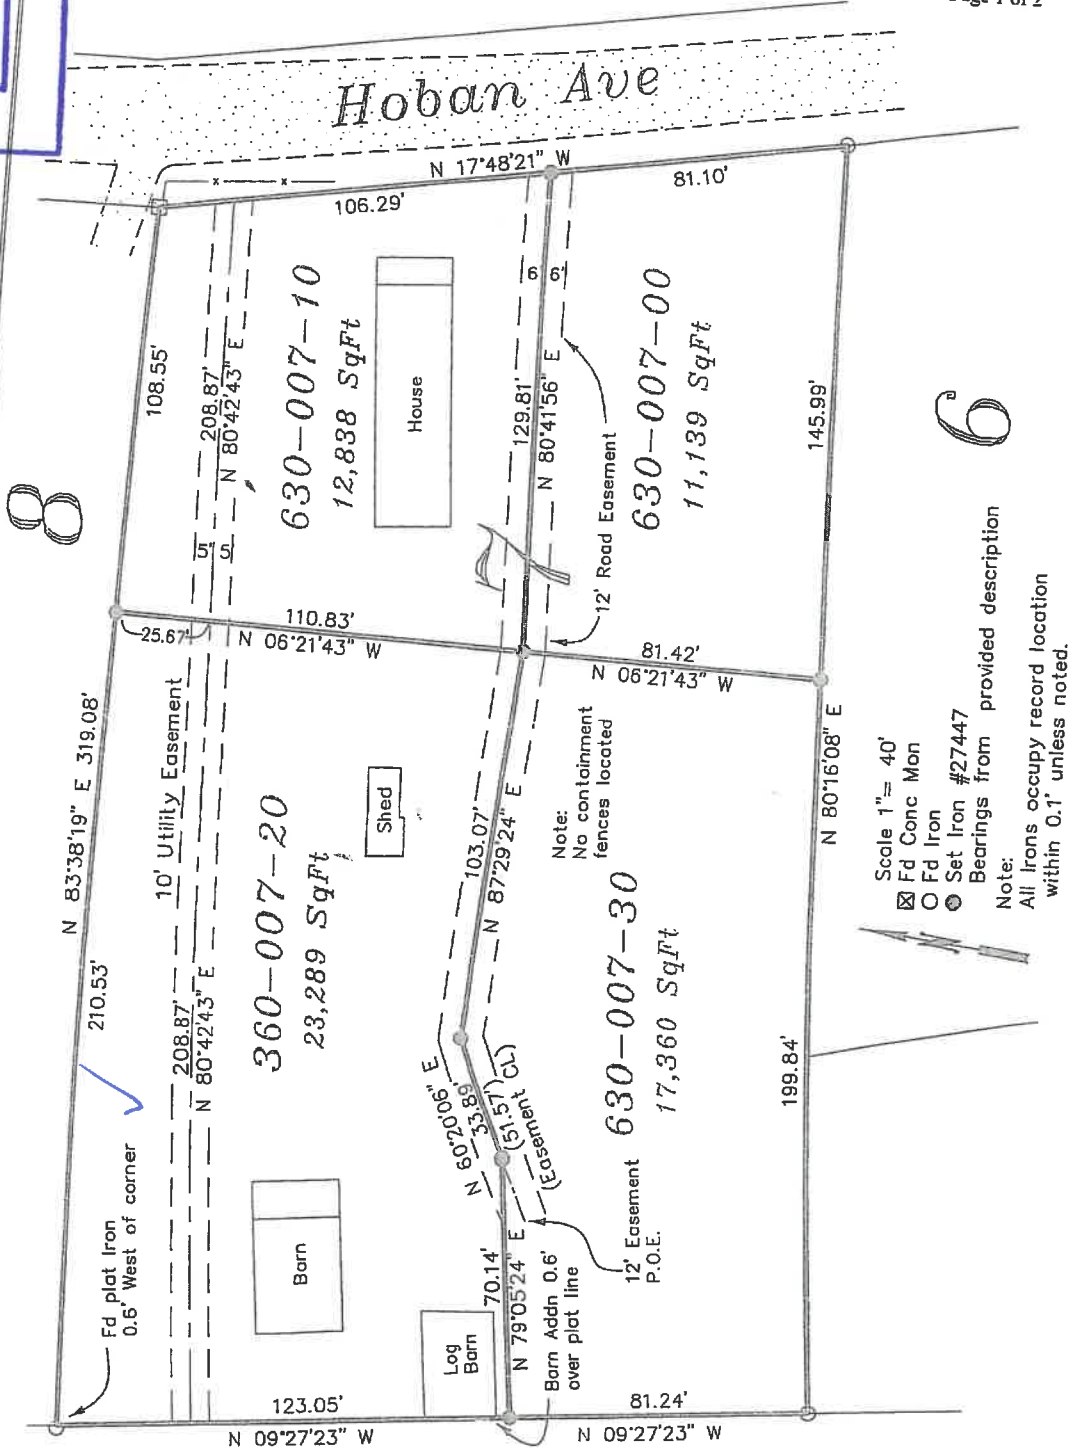 Page 1 of 2
Hoban Ave
N 17°48'21" W
106.29'
81.10'
8
108.55'
208.87'
N 80°42'43" E
630-007-10
12,838 SqFt
House
6' 6'
129.81'
N 80°41'56" E
12' Road Easement
630-007-00
11,139 SqFt
145.99'
6
5' 5'
25.67'
110.83'
N 06°21'43" W
81.42'
N 06°21'43" W
N 83°38'19" E 319.08'
210.53'
10' Utility Easement
208.87'
N 80°42'43" E
360-007-20
23,289 SqFt
Shed
103.07'
N 87°29'24" E
Note:
No containment
fences located
N 80°16'08" E
N 60°20'06" E
33.89'
(51.57')
(Easement CL)
630-007-30
17,360 SqFt
199.84'
Fd plat Iron
0.6' West of corner
Barn
Log
Barn
70.14'
N 79°05'24" E
12' Easement
P.O.E.
Barn Addn 0.6'
over plat line
123.05'
N 09°27'23" W
81.24'
N 09°27'23" W
Scale 1"= 40'
Fd Conc Mon
Fd Iron
Set Iron #27447
Bearings from provided description
Note:
All Irons occupy record location
within 0.1' unless noted.